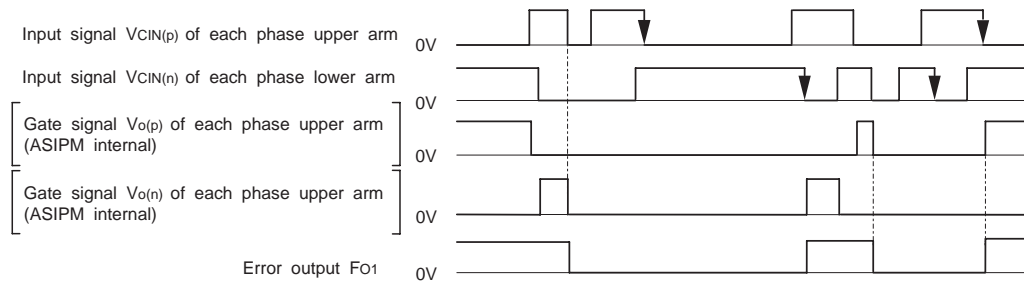 Input signal VCIN(p) of each phase upper arm 0V
Input signal VCIN(n) of each phase lower arm 0V
Gate signal Vo(p) of each phase upper arm
(ASIPM internal) 0V
Gate signal Vo(n) of each phase upper arm
(ASIPM internal) 0V
Error output FO1 0V